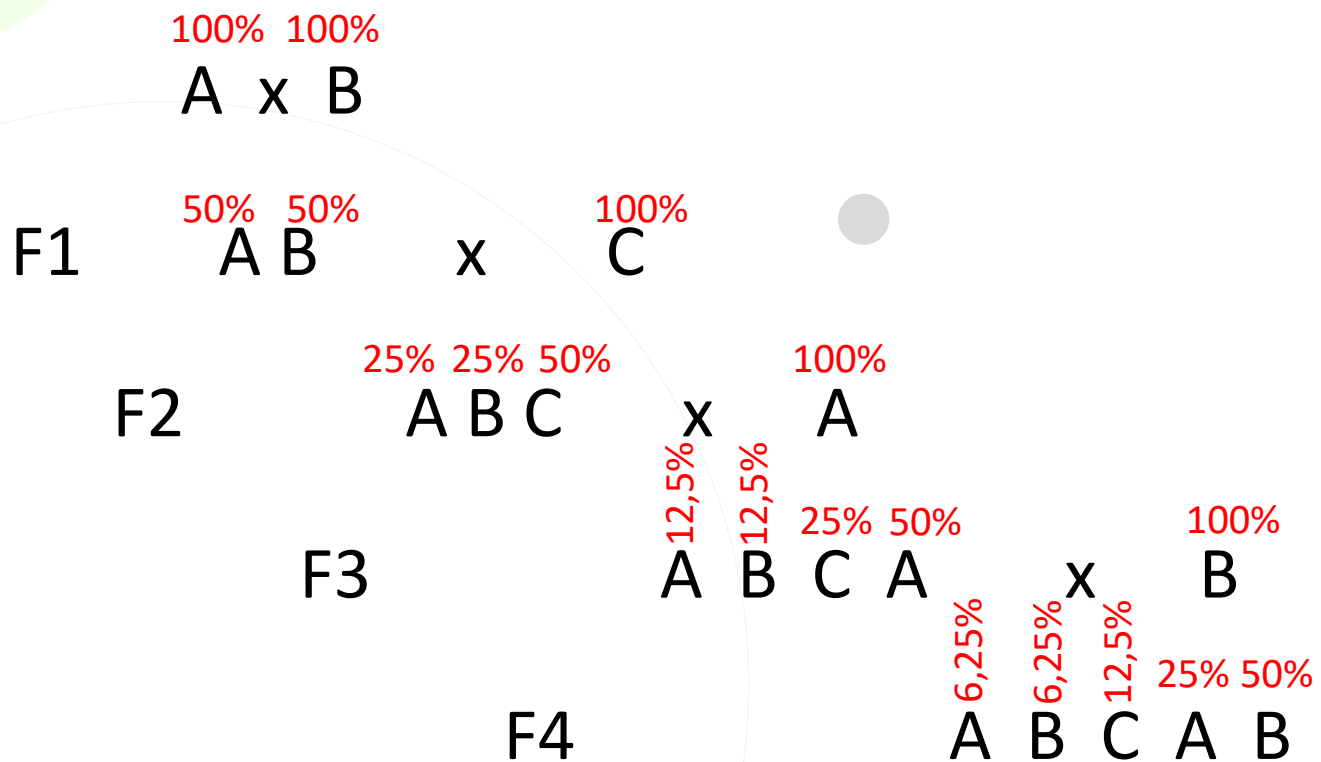 100% 100%
A x B
50% 50% 100%
F1 A B x C
25% 25% 50% 100%
F2 A B C x A
12,5% 12,5% 25% 50% 100%
F3 A B C A x B
6,25% 6,25% 12,5% 25% 50%
F4 A B C A B